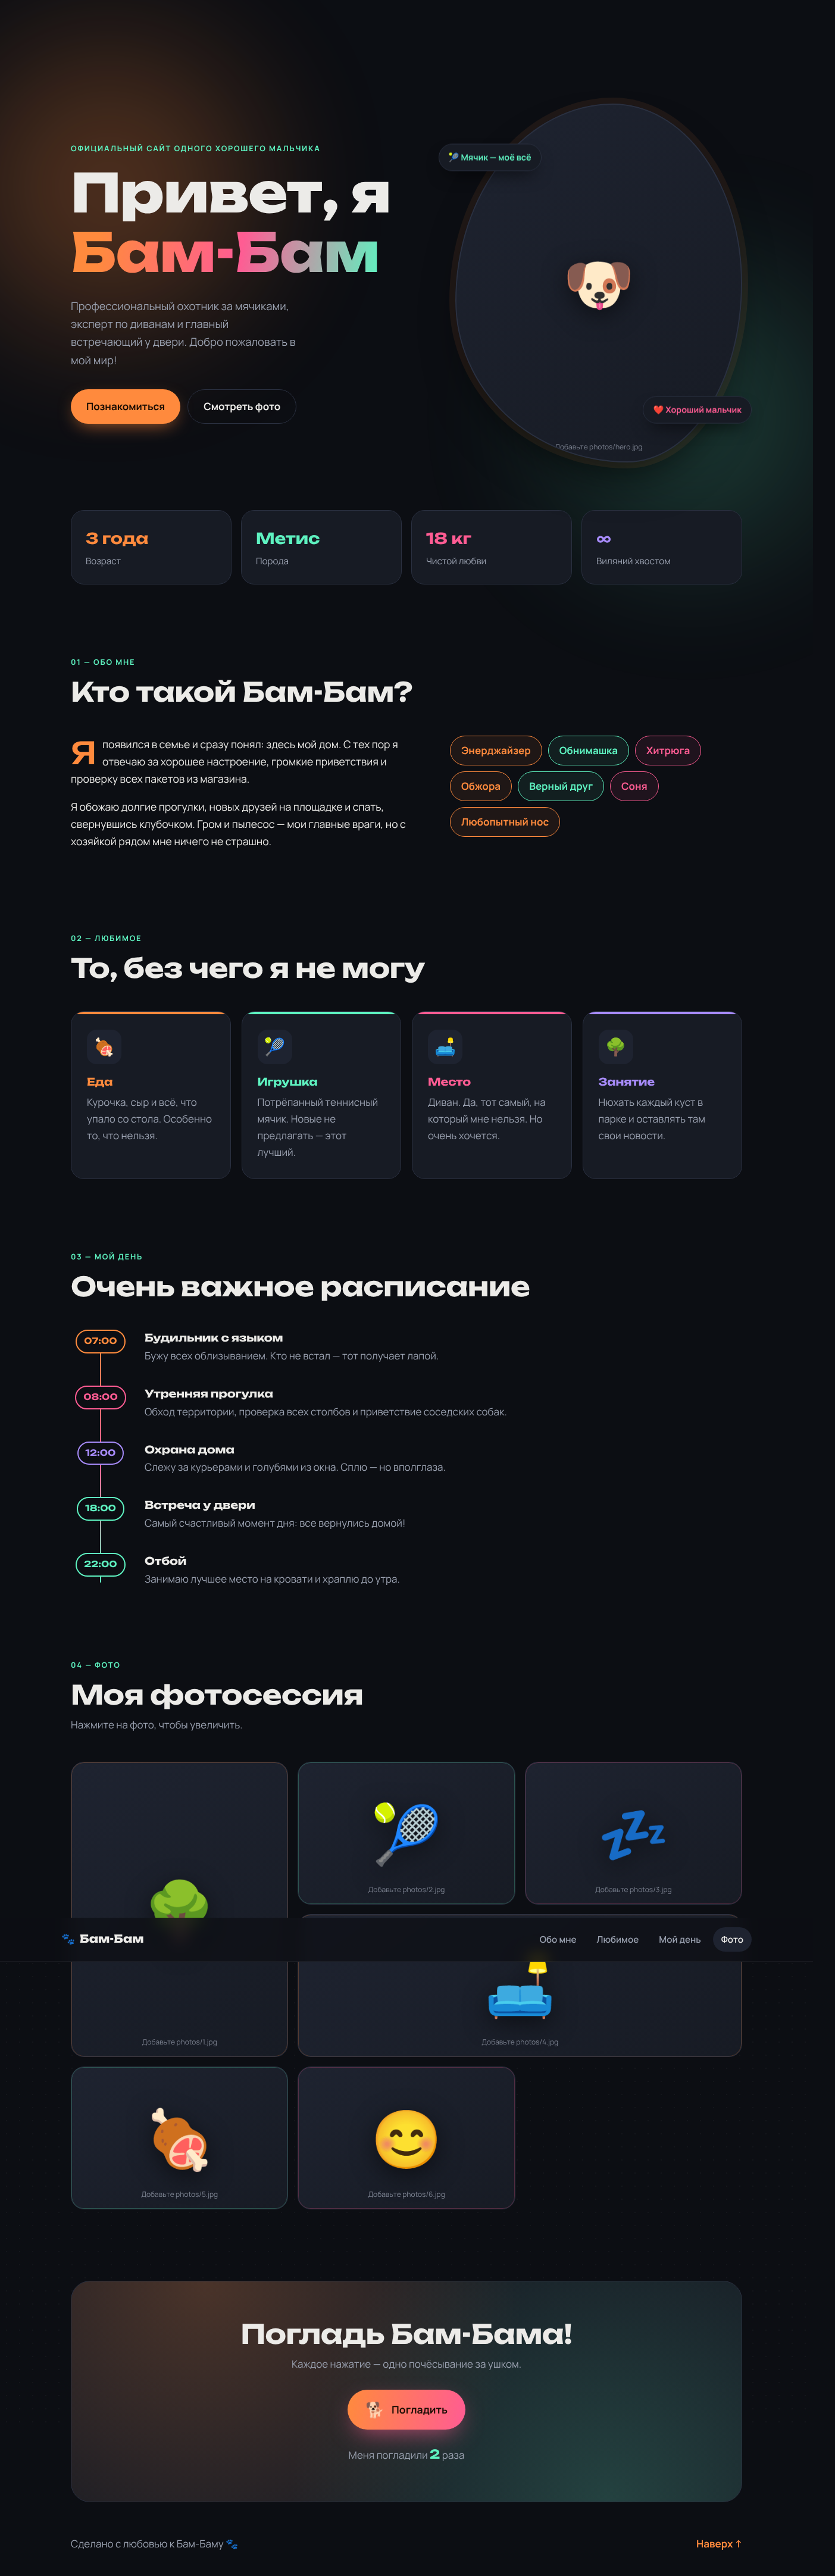 ОФИЦИАЛЬНЫЙ САЙТ ОДНОГО ХОРОШЕГО МАЛЬЧИКА
Привет, я
Бам-Бам
Профессиональный охотник за мячиками,
эксперт по диванам и главный
встречающий у двери. Добро пожаловать в
мой мир!
Познакомиться
Смотреть фото
Мячик — моё всё
Хороший мальчик
Добавьте photos/hero.jpg
3 года
Возраст
Метис
Порода
18 кг
Чистой любви
∞
Виляний хвостом
01 — ОБО МНЕ
Кто такой Бам-Бам?
Я появился в семье и сразу понял: здесь мой дом. С тех пор я
отвечаю за хорошее настроение, громкие приветствия и
проверку всех пакетов из магазина.
Я обожаю долгие прогулки, новых друзей на площадке и спать,
свернувшись клубочком. Гром и пылесос — мои главные враги, но с
хозяйкой рядом мне ничего не страшно.
Энерджайзер
Обнимашка
Хитрюга
Обжора
Верный друг
Соня
Любопытный нос
02 — ЛЮБИМОЕ
То, без чего я не могу
Еда
Курочка, сыр и всё, что
упало со стола. Особенно
то, что нельзя.
Игрушка
Потрёпанный теннисный
мячик. Новые не
предлагать — этот
лучший.
Место
Диван. Да, тот самый, на
который мне нельзя. Но
очень хочется.
Занятие
Нюхать каждый куст в
парке и оставлять там
свои новости.
03 — МОЙ ДЕНЬ
Очень важное расписание
07:00
Будильник с языком
Бужу всех облизыванием. Кто не встал — тот получает лапой.
08:00
Утренняя прогулка
Обход территории, проверка всех столбов и приветствие соседских собак.
12:00
Охрана дома
Слежу за курьерами и голубями из окна. Сплю — но вполглаза.
18:00
Встреча у двери
Самый счастливый момент дня: все вернулись домой!
22:00
Отбой
Занимаю лучшее место на кровати и храплю до утра.
04 — ФОТО
Моя фотосессия
Нажмите на фото, чтобы увеличить.
Добавьте photos/2.jpg
Добавьте photos/3.jpg
Бам-Бам
Обо мне
Любимое
Мой день
Фото
Добавьте photos/1.jpg
Добавьте photos/4.jpg
Добавьте photos/5.jpg
Добавьте photos/6.jpg
Погладь Бам-Бама!
Каждое нажатие — одно почёсывание за ушком.
Погладить
Меня погладили 2 раза
Сделано с любовью к Бам-Баму
Наверх ↑